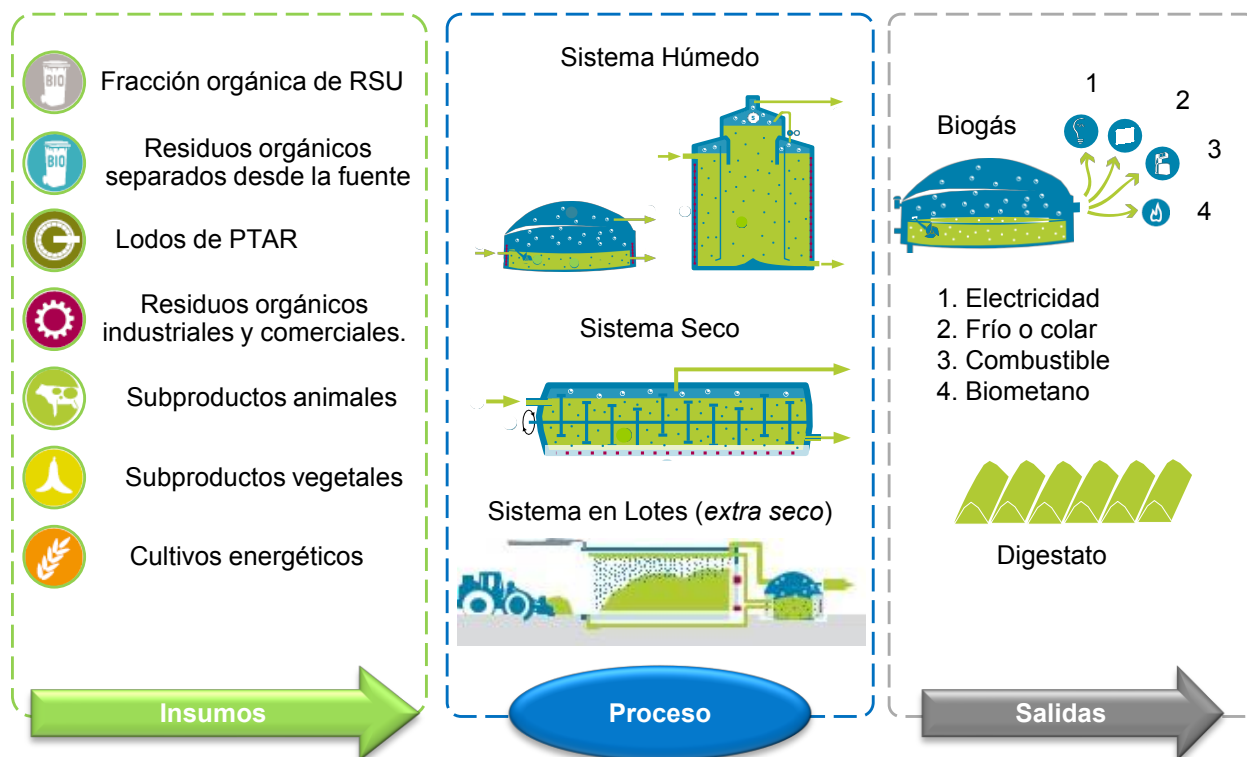 Fracción orgánica de RSU
Residuos orgánicos
separados desde la fuente
Lodos de PTAR
Residuos orgánicos
industriales y comerciales.
Subproductos animales
Subproductos vegetales
Cultivos energéticos
Insumos
Sistema Húmedo
Sistema Seco
Sistema en Lotes (extra seco)
Proceso
Biogás
1
2
3
4
1. Electricidad
2. Frío o colar
3. Combustible
4. Biometano
Digestato
Salidas
BIO
BIO